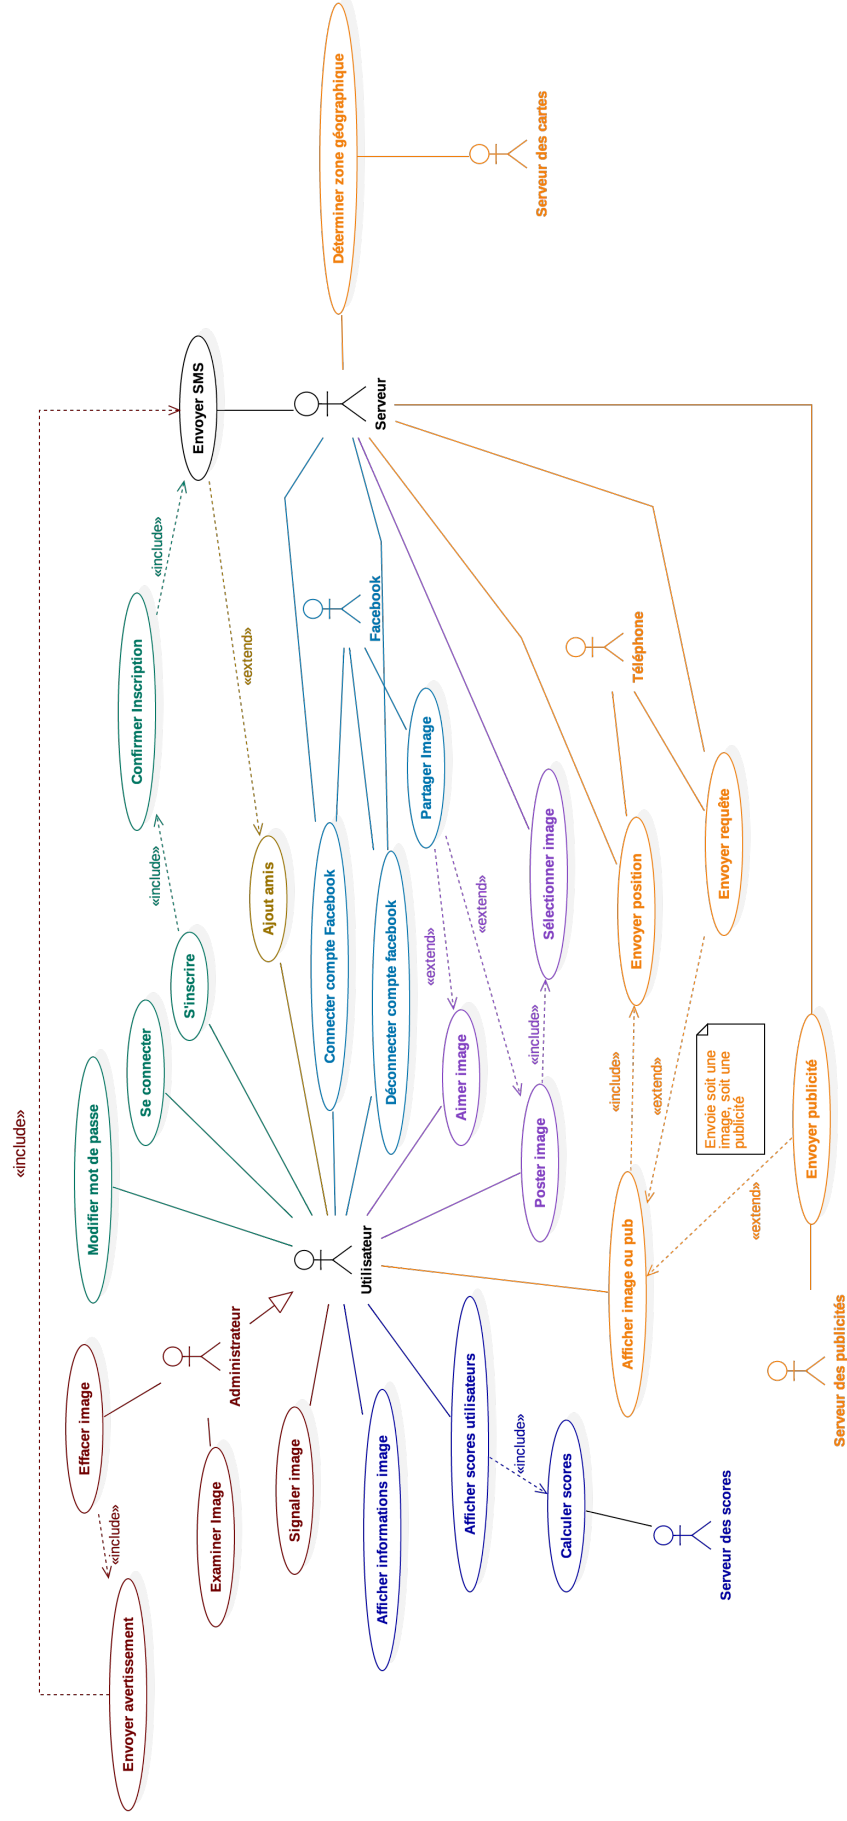 «include»
Envoyer avertissement
«include»
Effacer image
Examiner Image
Administrateur
Signaler image
Afficher informations image
Afficher scores utilisateurs
«include»
Calculer scores
Serveur des scores
Modifier mot de passe
Se connecter
S'inscrire
«include»
Confirmer Inscription
«include»
Envoyer SMS
«extend»
Ajout amis
Utilisateur
Connecter compte Facebook
Déconnecter compte facebook
Facebook
Partager Image
Serveur
Déterminer zone géographique
Serveur des cartes
«extend»
«extend»
Aimer image
Poster image
«include»
Sélectionner image
Téléphone
Envoyer position
Envoyer requête
«include»
«extend»
Afficher image ou pub
Envoie soit une
image, soit une
publicité
«extend»
Envoyer publicité
Serveur des publicités